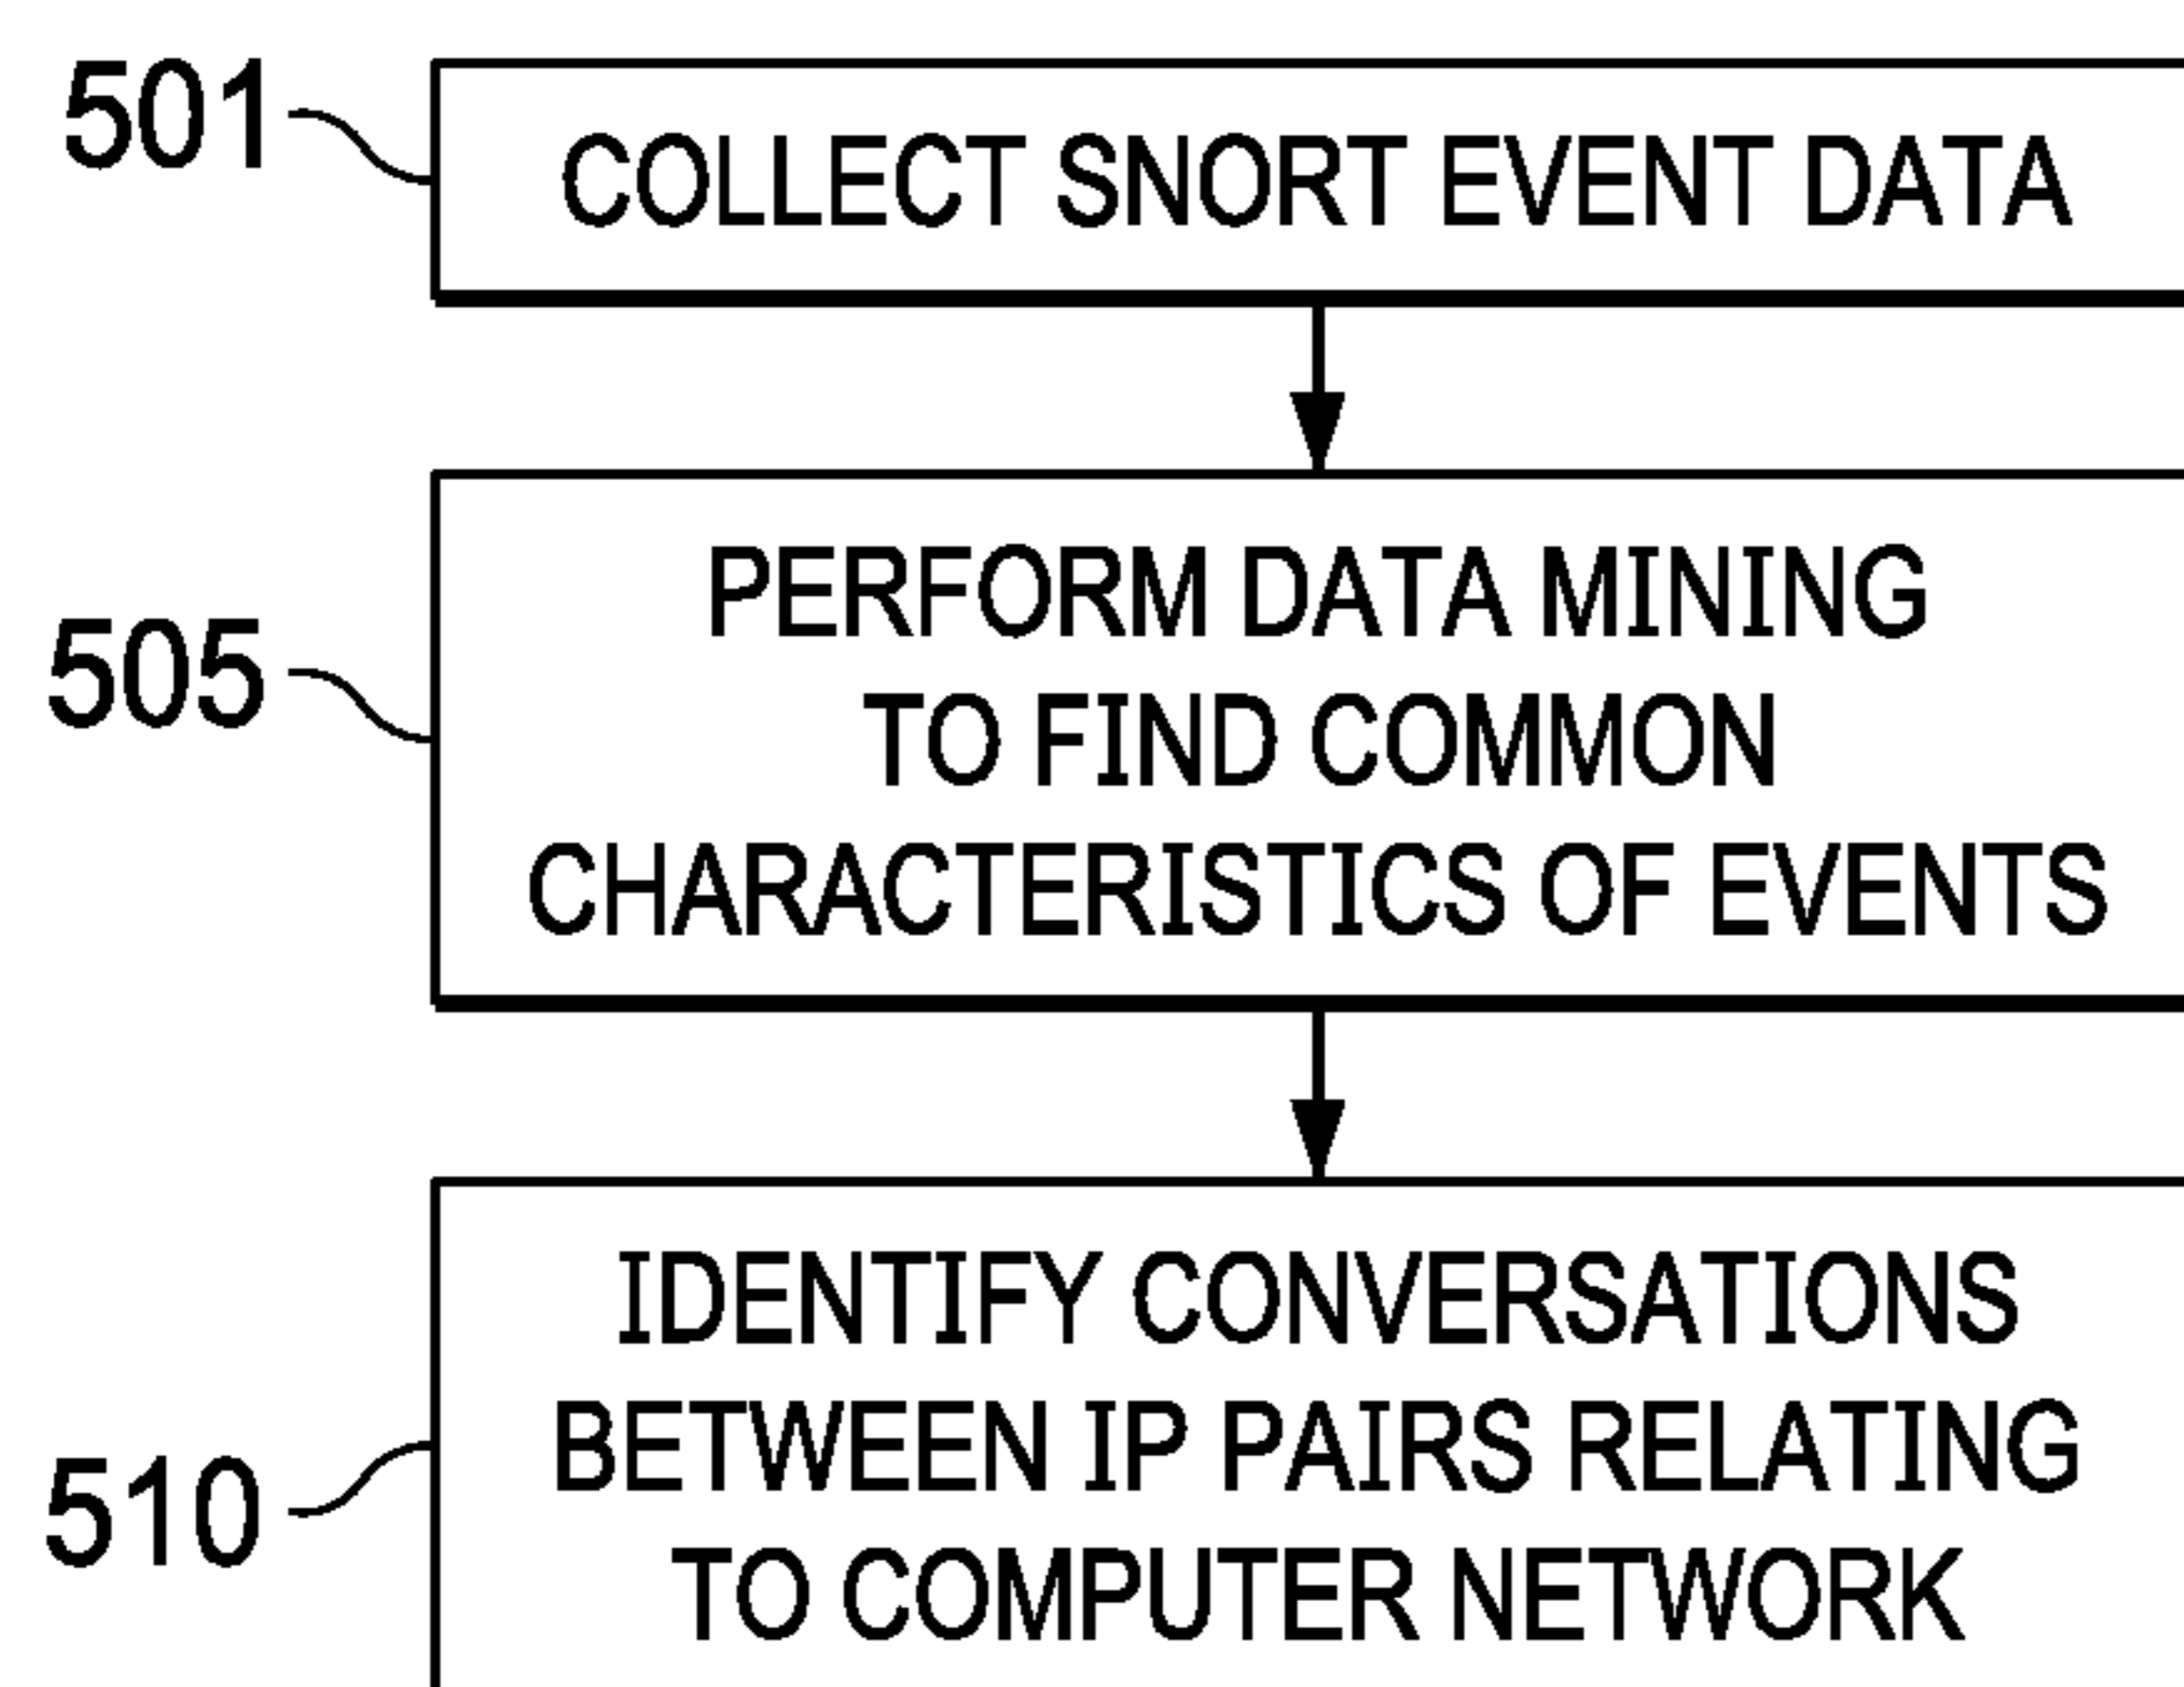 501
COLLECT SNORT EVENT DATA
505
PERFORM DATA MINING
TO FIND COMMON
CHARACTERISTICS OF EVENTS
510
IDENTIFY CONVERSATIONS
BETWEEN IP PAIRS RELATING
TO COMPUTER NETWORK